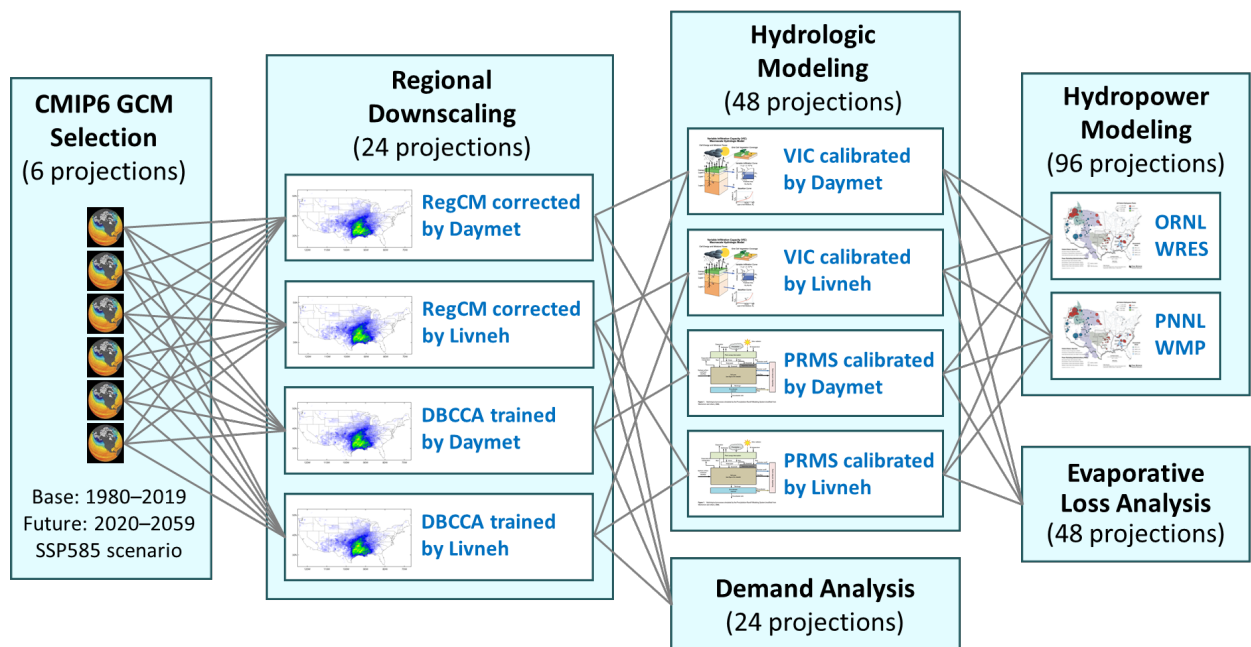 CMIP6 GCM
Selection
(6 projections)
Base: 1980–2019
Future: 2020–2059
SSP585 scenario
Regional
Downscaling
(24 projections)
RegCM corrected
by Daymet
RegCM corrected
by Livneh
DBCCA trained
by Daymet
DBCCA trained
by Livneh
Hydrologic
Modeling
(48 projections)
VIC calibrated
by Daymet
VIC calibrated
by Livneh
PRMS calibrated
by Daymet
PRMS calibrated
by Livneh
Demand Analysis
(24 projections)
Hydropower
Modeling
(96 projections)
ORNL
WRES
PNNL
WMP
Evaporative
Loss Analysis
(48 projections)